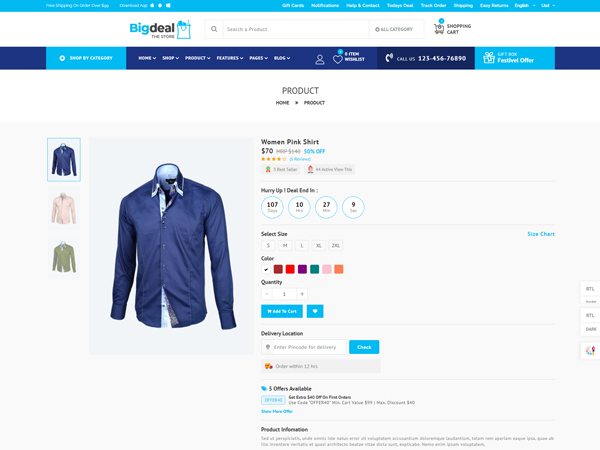 Free Shipping On Order Over $99
Download App
Gift Cards
Notifications
Help & Contact
Todays Deal
Track Order
Shipping
Easy Returns
English
Usd
Bigdeal
THE STORE
Search a Product
ALL CATEGORY
SHOPPING
CART
SHOP BY CATEGORY
HOME
SHOP
PRODUCT
FEATURES
PAGES
BLOG
0 ITEM
WISHLIST
CALL US 123-456-76890
GIFT BOX
Festivel Offer
PRODUCT
HOME » PRODUCT
Women Pink Shirt
$70 MRP $140 50% OFF
3 Best Seller
44 Active View This
Hurry Up ! Deal End In :
107 10 27 9
Days Hrs Min Sec
Select Size
Size Chart
S M L XL 2XL
Color
Quantity
− 1 +
Add To Cart
Delivery Location
Enter Pincode for delivery
Check
Order within 12 hrs
5 Offers Available
OFFER40
Get Extra $40 Off On First Orders
Use Code "OFFER40" Min. Cart Value $99 | Max. Discount $40
Show More Offer
Product Infomation
Sed ut perspiciatis, unde omnis iste natus error sit voluptatem accusantium doloremque laudantium, totam rem aperiam eaque ipsa, quae ab
illo inventore veritatis et quasi architecto beatae vitae dicta sunt, explicabo. Nemo enim ipsam voluptatem,
RTL
RTL
DARK